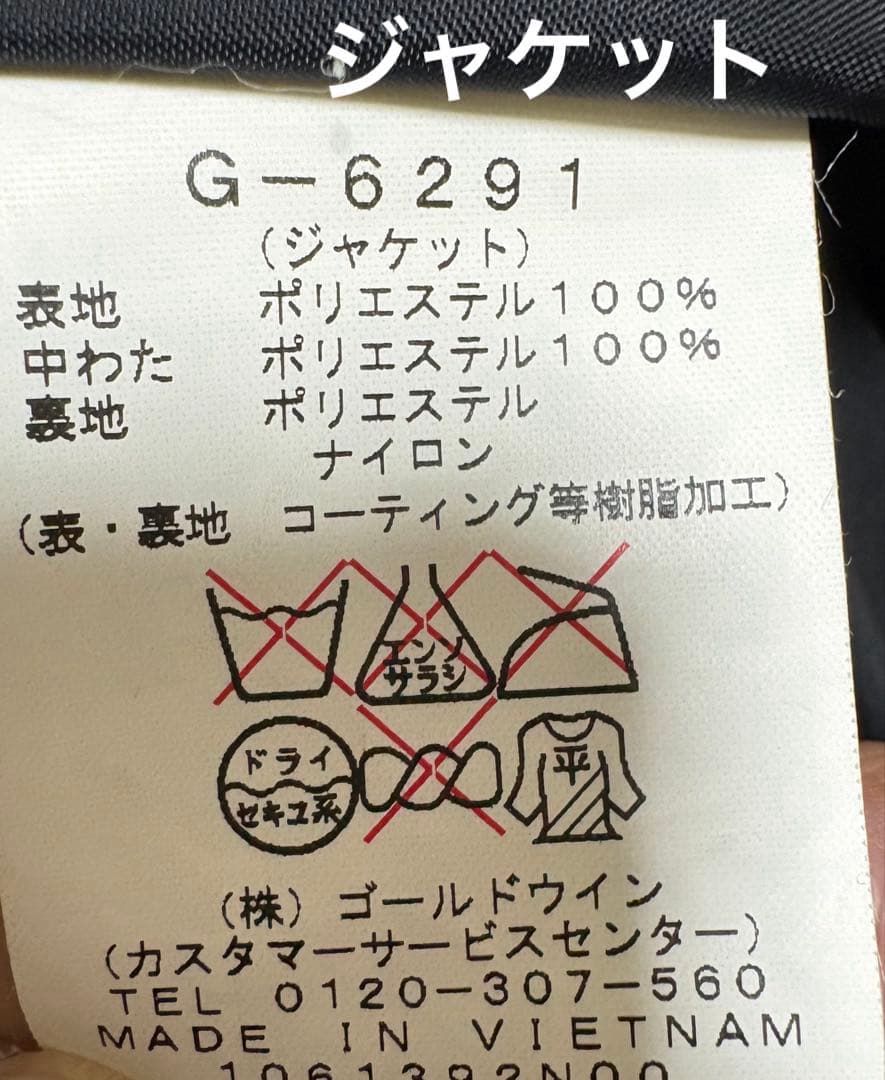 ジャケット
G-6291
(ジャケット)
表地 ポリエステル100%
中わた ポリエステル100%
裏地 ポリエステル
ナイロン
(表・裏地 コーティング等樹脂加工)
エンソ
サラシ
ドライ
セキユ系
平
(株) ゴールドウイン
(カスタマーサービスセンター)
TEL 0120-307-560
MADE IN VIETNAM
1061392N00